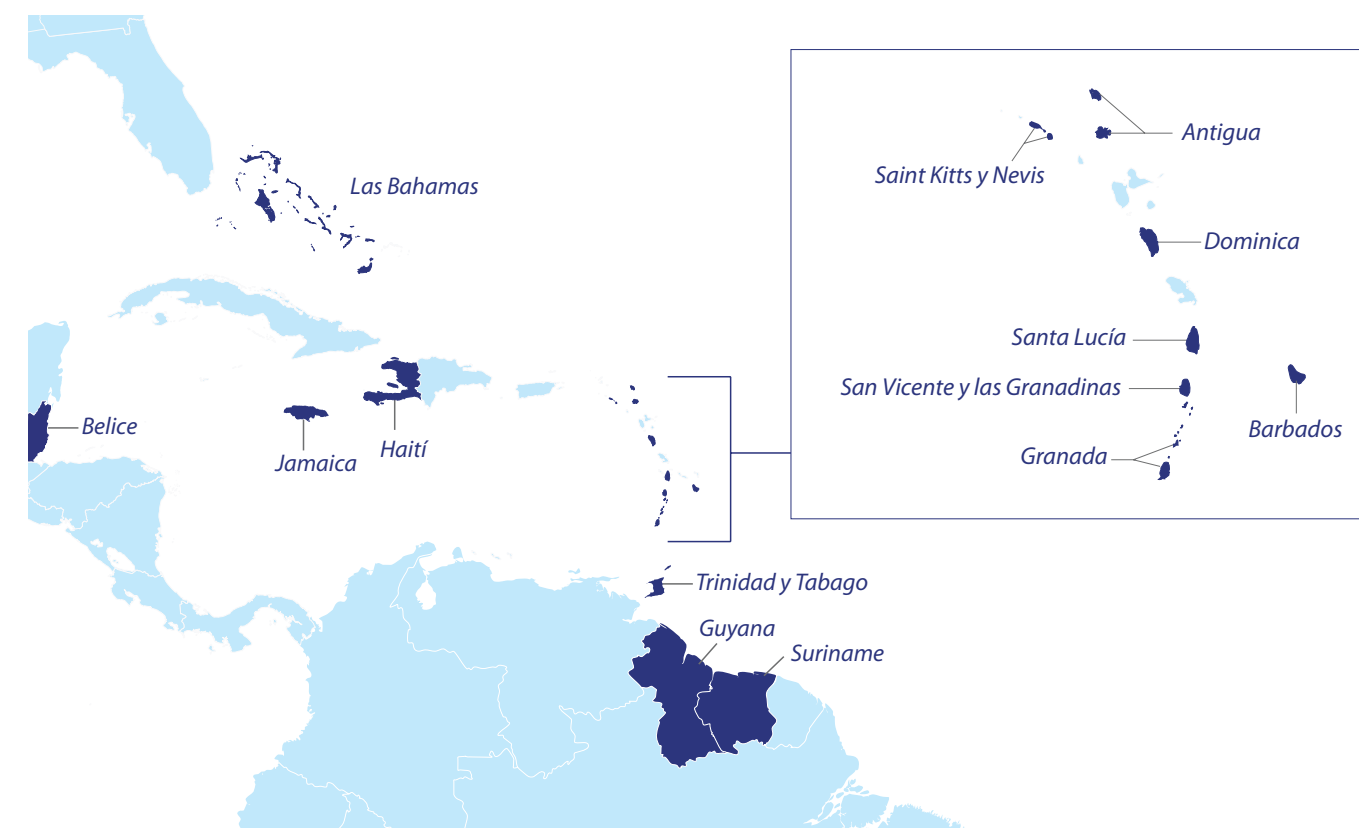 Las Bahamas
Belice
Jamaica
Haití
Trinidad y Tabago
Guyana
Suriname
Antigua
Saint Kitts y Nevis
Dominica
Santa Lucía
San Vicente y las Granadinas
Barbados
Granada